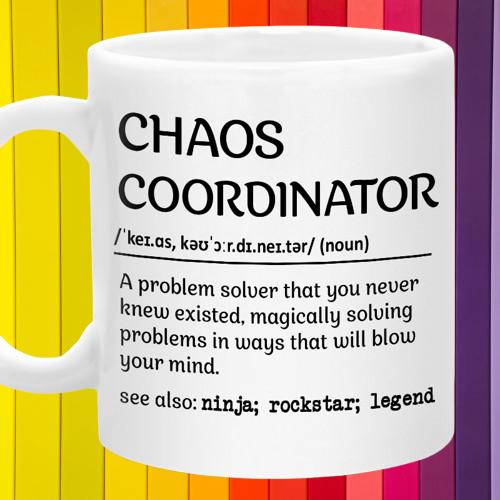 CHAOS
COORDINATOR
/ˈkeɪ.ɑs, kəʊˈɔːr.dɪ.neɪ.tər/ (noun)
A problem solver that you never
knew existed, magically solving
problems in ways that will blow
your mind.
see also: ninja; rockstar; legend